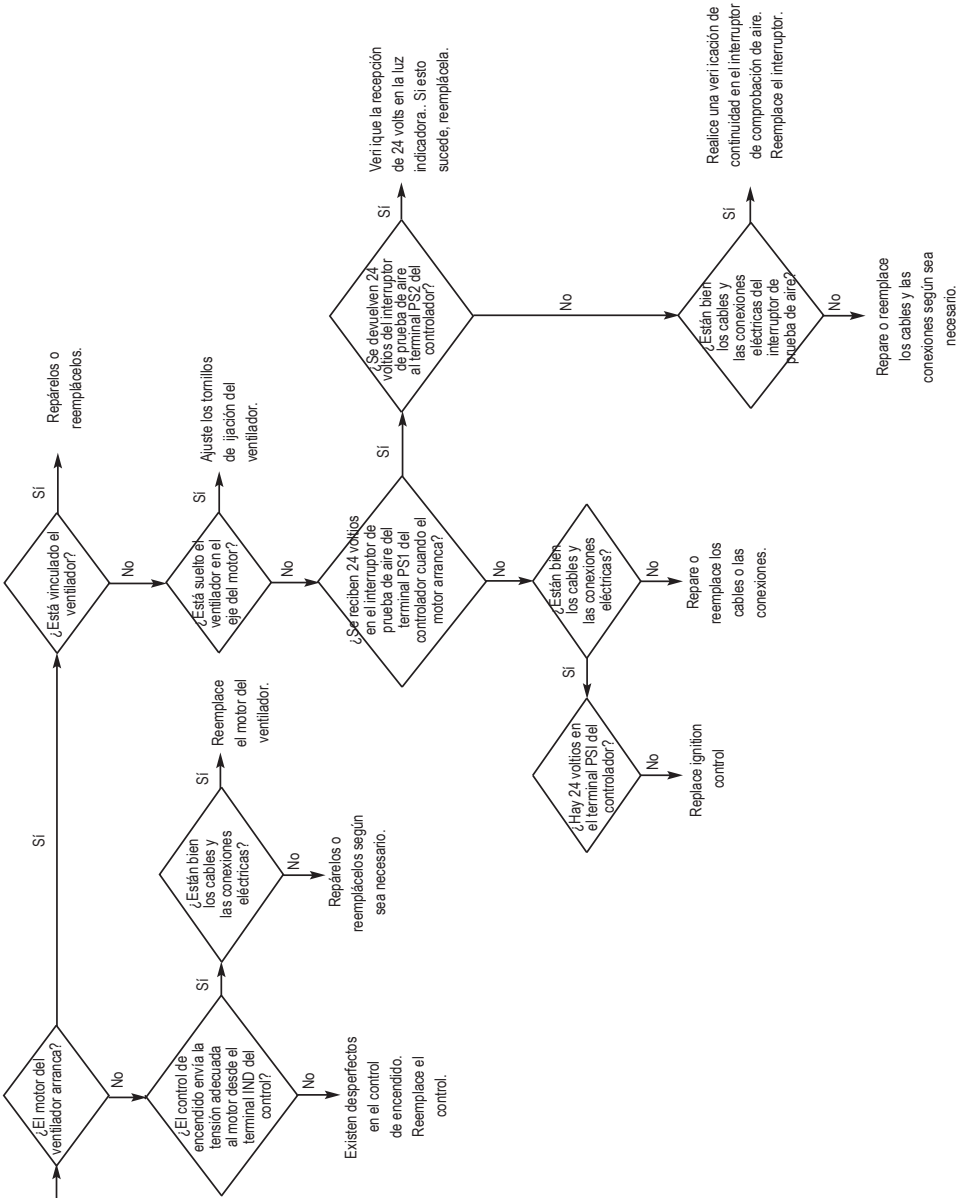 ¿El motor del
ventilador arranca?
Sí
No
¿El control de
encendido envía la
tensión adecuada
al motor desde el
terminal IND del
control?
Sí
No
Existen desperfectos
en el control
de encendido.
Reemplace el
control.
¿Están bien
los cables y
las conexiones
eléctricas?
Sí
No
Repárelos o
reemplácelos según
sea necesario.
Reemplace
el motor del
ventilador.
¿Está vinculado el
ventilador?
Sí
No
Repárelos o
reemplácelos.
¿Está suelto el
ventilador en el
eje del motor?
Sí
No
Ajuste los tornillos
de ijación del
ventilador.
¿Se reciben 24 voltios
en el interruptor de
prueba de aire del
terminal PS1 del
controlador cuando el
motor arranca?
Sí
No
¿Están bien
los cables y
las conexiones
eléctricas?
Sí
No
Repare o
reemplace los
cables o las
conexiones.
¿Hay 24 voltios en
el terminal PSI del
controlador?
No
Replace ignition
control
¿Se devuelven 24
voltios del interruptor
de prueba de aire
al terminal PS2 del
controlador?
Sí
No
Veri ique la recepción
de 24 volts en la luz
indicadora.. Si esto
sucede, reemplácela.
¿Están bien
los cables y
las conexiones
eléctricas del
interruptor de
prueba de aire?
Sí
No
Realice una veri icación de
continuidad en el interruptor
de comprobación de aire.
Reemplace el interruptor.
Repare o reemplace
los cables y las
conexiones según sea
necesario.